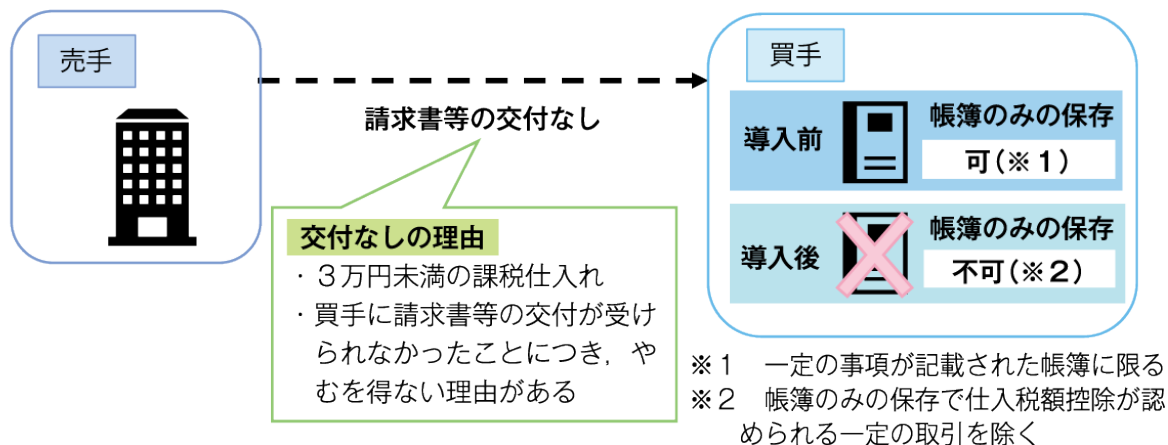 売手
請求書等の交付なし
交付なしの理由
・３万円未満の課税仕入れ
・買手に請求書等の交付が受け
られなかったことにつき，や
むを得ない理由がある
買手
導入前
帳簿のみの保存
可(※１)
導入後
帳簿のみの保存
不可(※２)
※１　一定の事項が記載された帳簿に限る
※２　帳簿のみの保存で仕入税額控除が認
められる一定の取引を除く